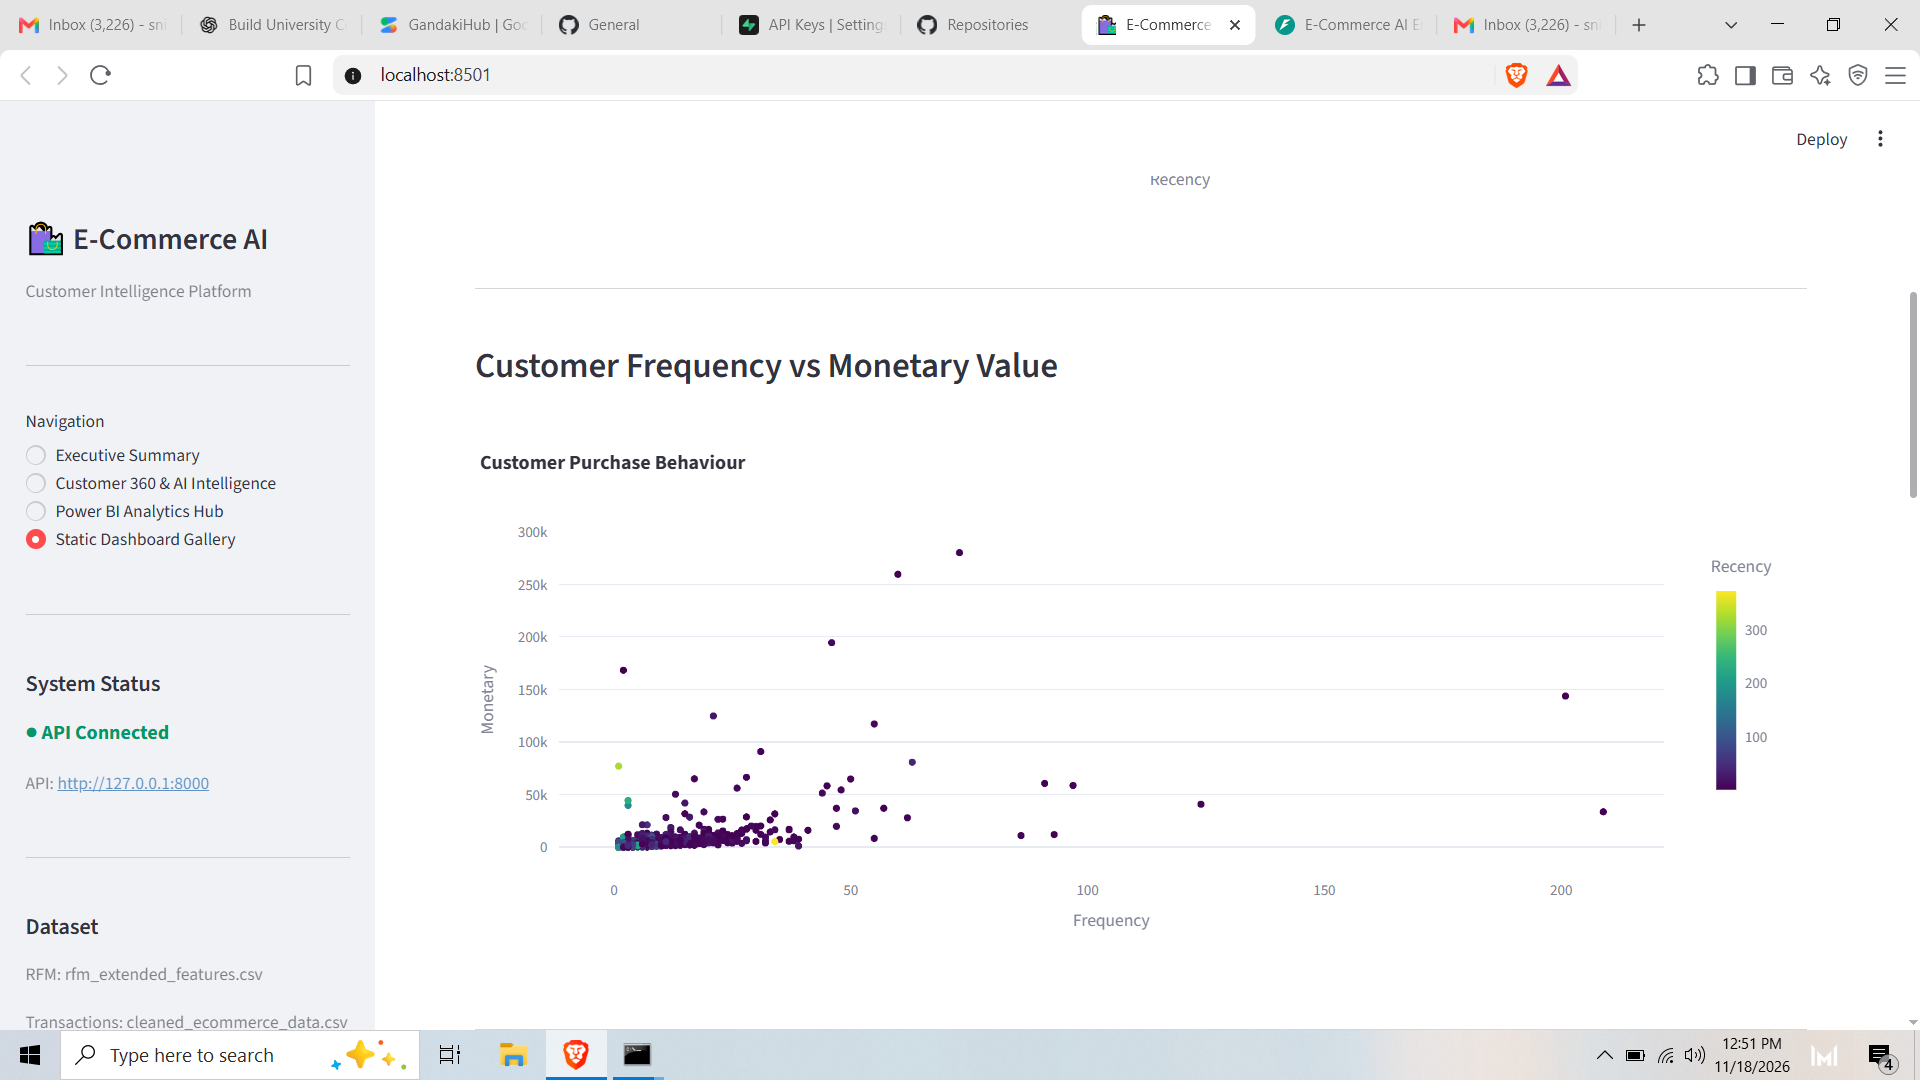 Inbox (3,226) - sni
Build University C
GandakiHub | Goo
General
API Keys | Setting
Repositories
E-Commerce
E-Commerce AI E
Inbox (3,226) - sni
localhost:8501
Deploy
Recency
E-Commerce AI
Customer Intelligence Platform
Navigation
Executive Summary
Customer 360 & AI Intelligence
Power BI Analytics Hub
Static Dashboard Gallery
System Status
API Connected
API: http://127.0.0.1:8000
Dataset
RFM: rfm_extended_features.csv
Transactions: cleaned_ecommerce_data.csv
Customer Frequency vs Monetary Value
Customer Purchase Behaviour
300k
250k
200k
150k
100k
50k
0
Monetary
0
50
100
150
200
Frequency
Recency
300
200
100
Type here to search
12:51 PM
11/18/2026
4